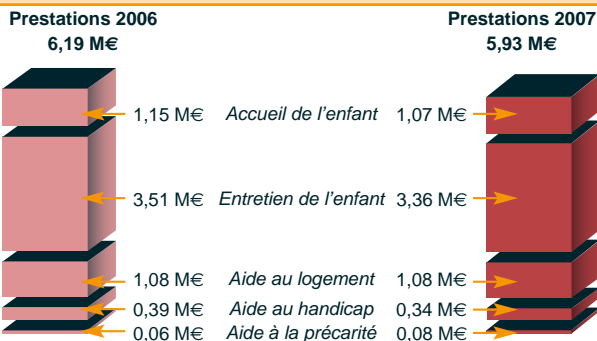 Prestations 2006 Prestations 2007
6,19 M€ 5,93 M€
1,15 M€ Accueil de l'enfant 1,07 M€
3,51 M€ Entretien de l'enfant 3,36 M€
1,08 M€ Aide au logement 1,08 M€
0,39 M€ Aide au handicap 0,34 M€
0,06 M€ Aide à la précarité 0,08 M€